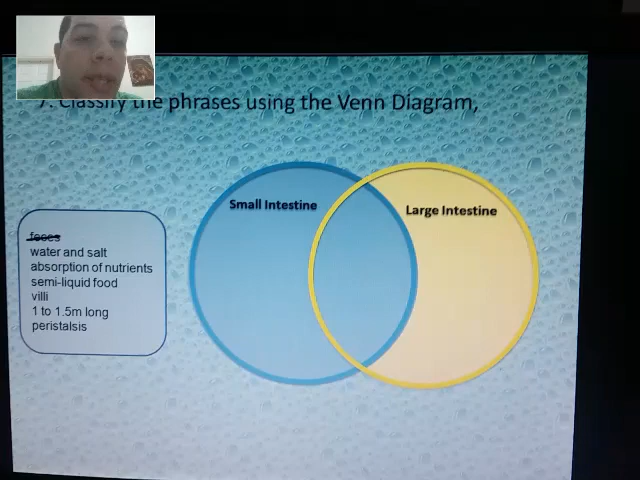 7. Classify the phrases using the Venn Diagram,
Small Intestine
Large Intestine
feces
water and salt
absorption of nutrients
semi-liquid food
villi
1 to 1.5m long
peristalsis